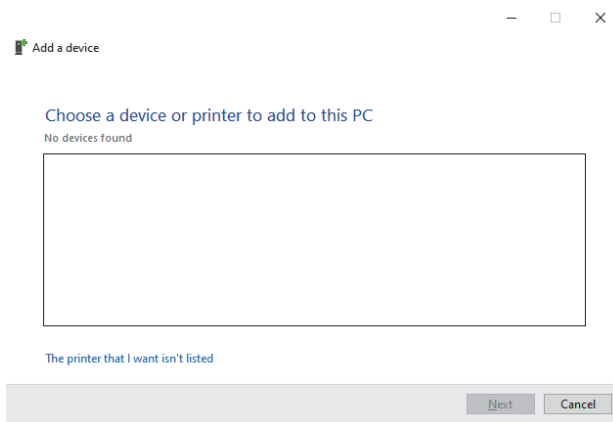 Add a device
Choose a device or printer to add to this PC
No devices found
The printer that I want isn't listed
Next
Cancel